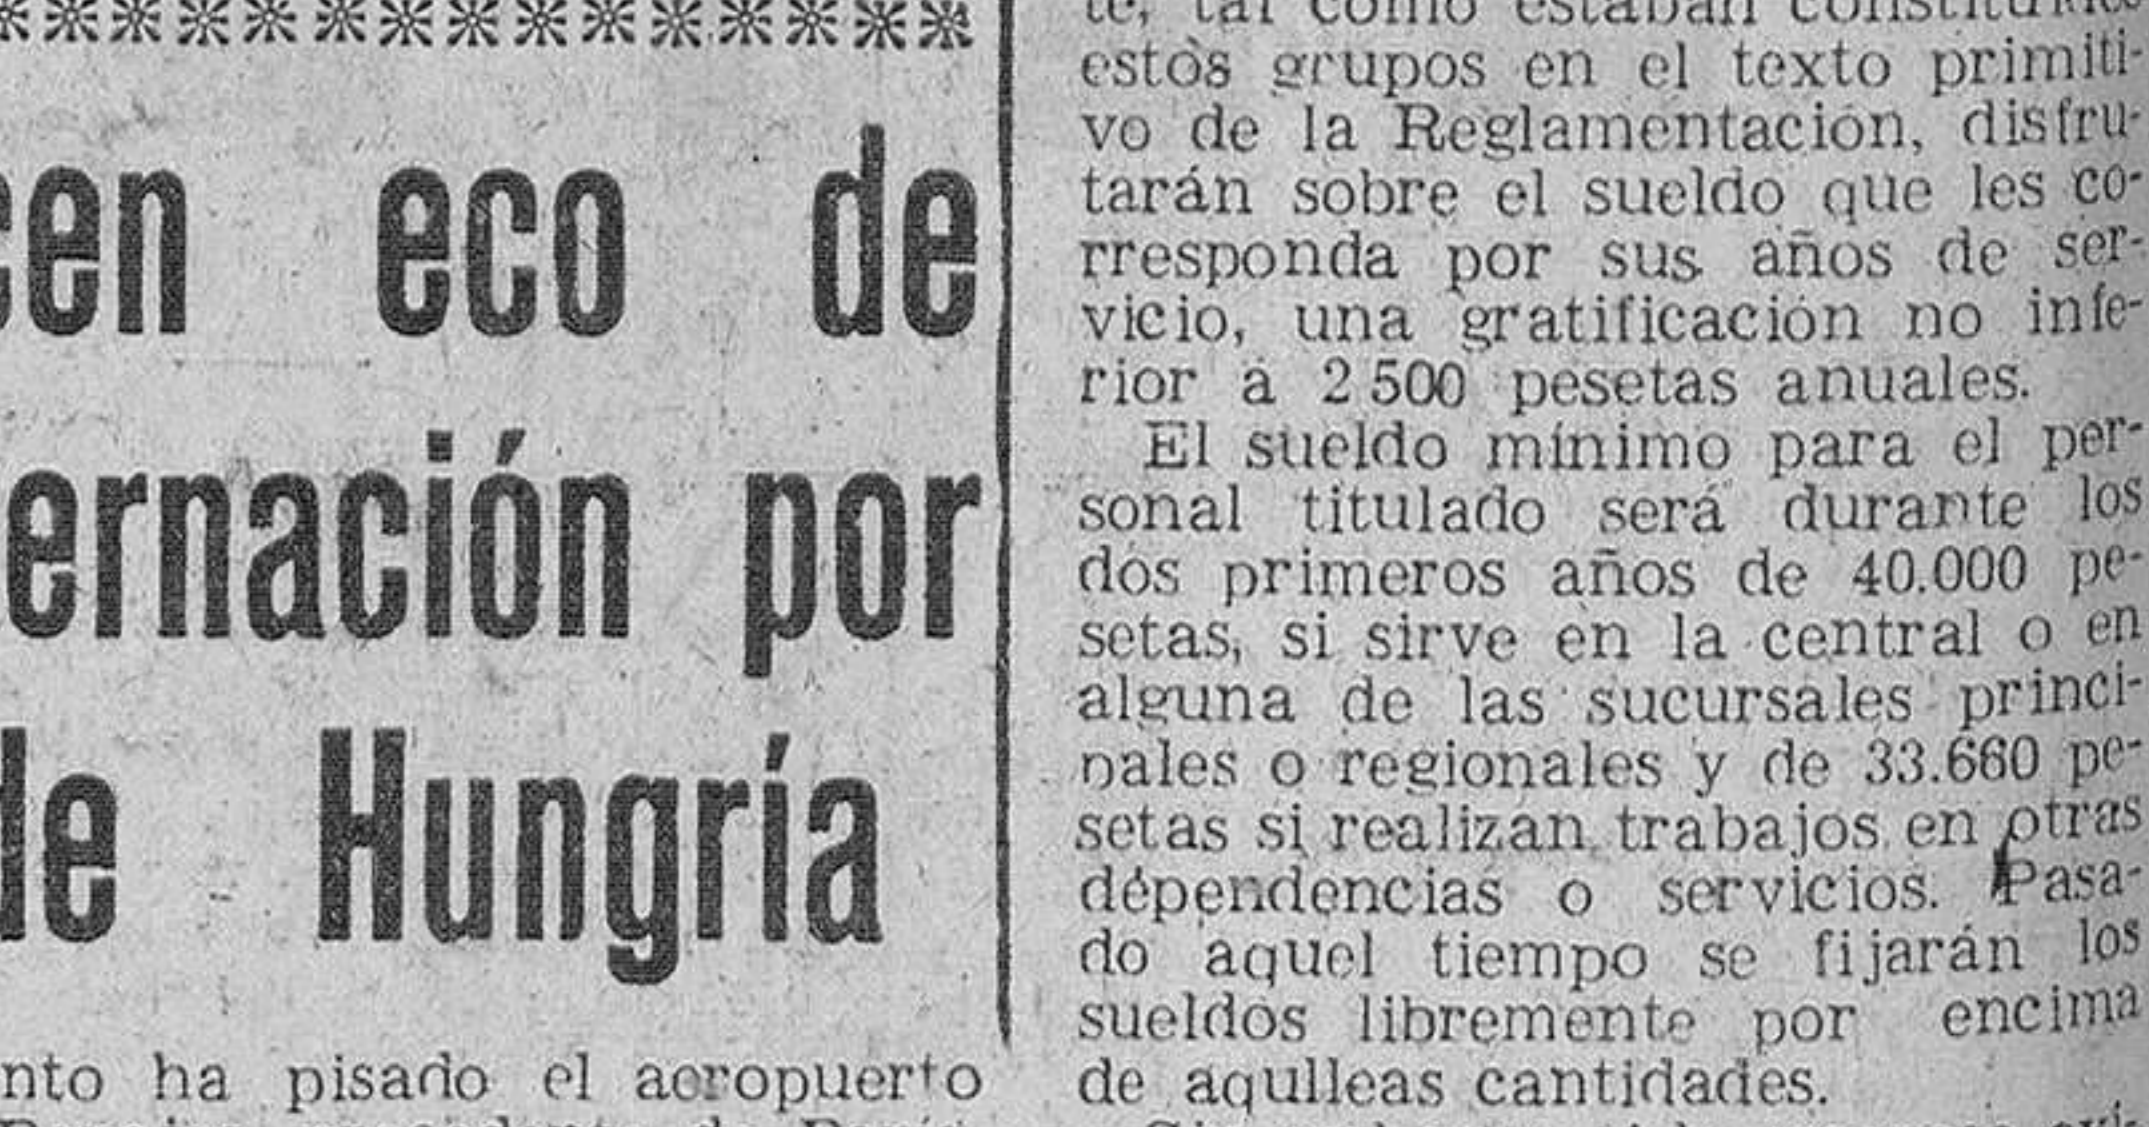 cen eco de
ernación por
de Hungría
nto ha pisado el aeropuerto
te, tal como estaban
estos grupos en el texto primiti-
vo de la Reglamentación, disfru-
tarán sobre el sueldo que les co-
rresponda por sus años de ser-
vicio, una gratificación no infe-
rior a 2 500 pesetas anuales.
El sueldo mínimo para el per-
sonal titulado será durante los
dos primeros años de 40.000 pe-
setas, si sirve en la central o en
alguna de las sucursales princi-
pales o regionales y de 33.660 pe-
setas si realizan trabajos en otras
dependencias o servicios. Pasa-
do aquel tiempo se fijarán los
sueldos libremente por encima
de aqulleas cantidades.